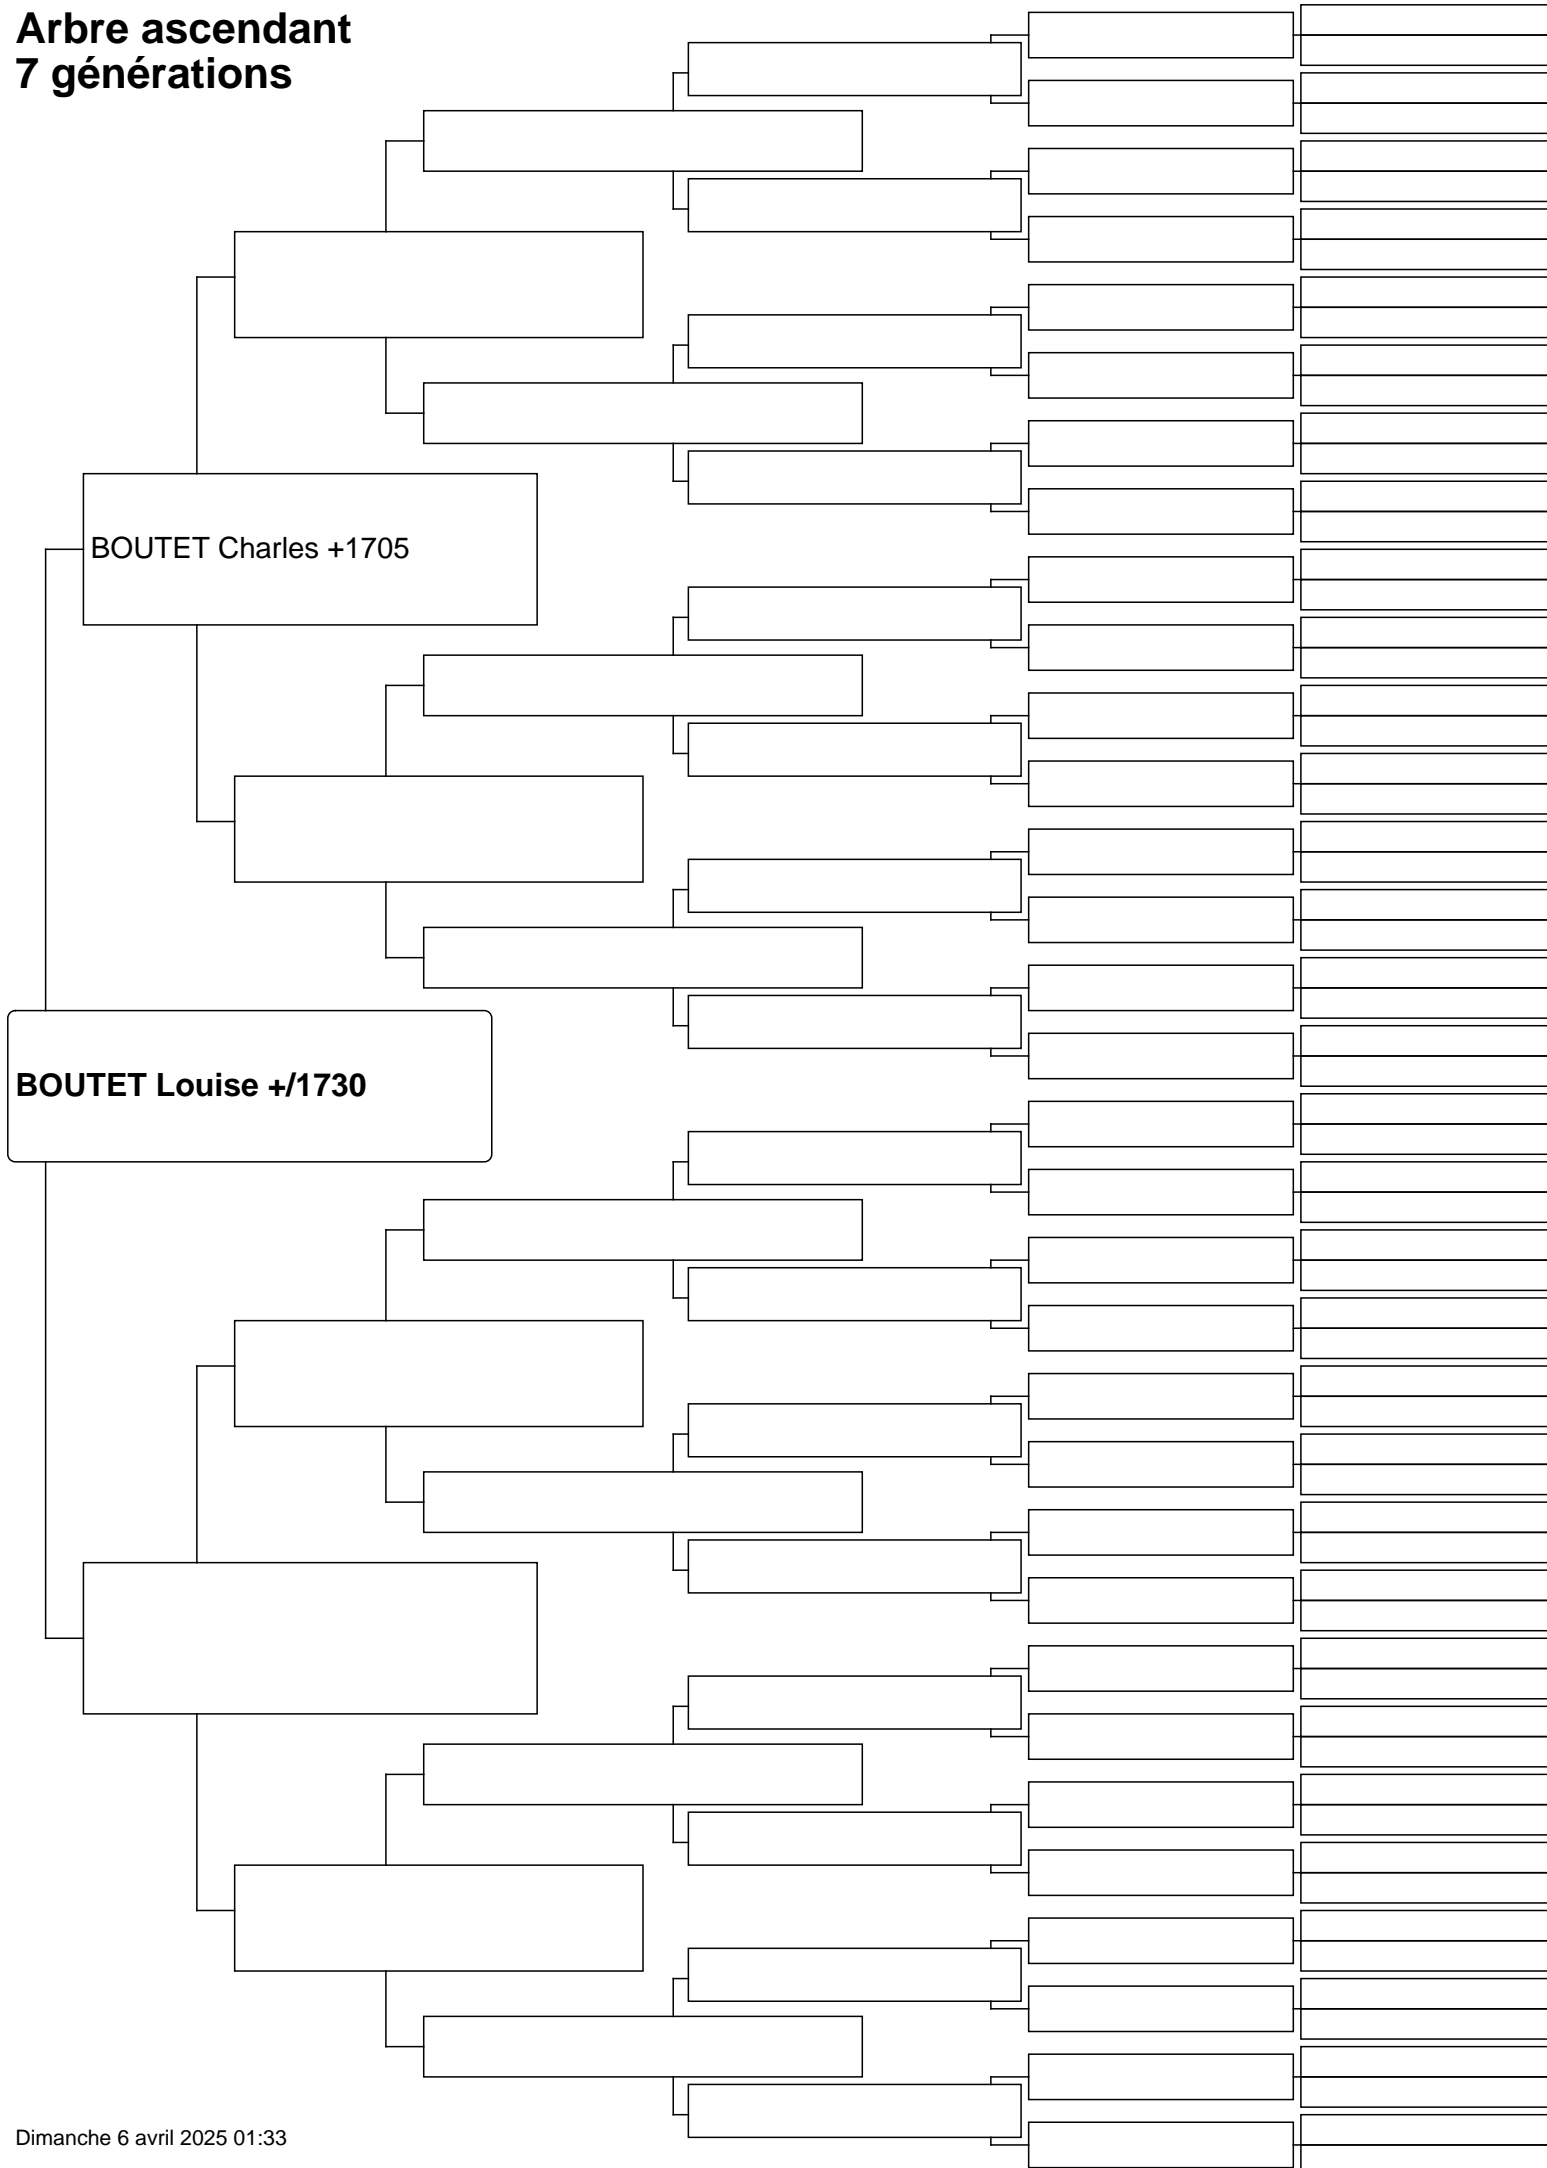 Arbre ascendant
7 générations
BOUTET Charles +1705
BOUTET Louise +/1730
Dimanche 6 avril 2025 01:33